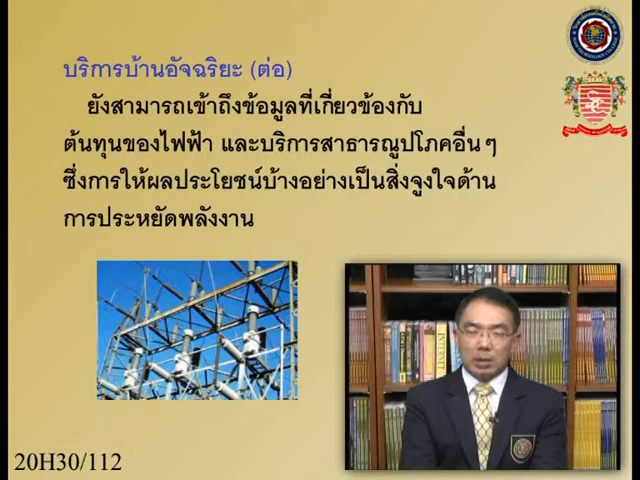 บริการบ้านอัจฉริยะ (ต่อ)
ยังสามารถเข้าถึงข้อมูลที่เกี่ยวข้องกับ
ต้นทุนของไฟฟ้า และบริการสาธารณูปโภคอื่นๆ
ซึ่งการให้ผลประโยชน์บ้างอย่างเป็นสิ่งจูงใจด้าน
การประหยัดพลังงาน
INTERNET
20H30/112